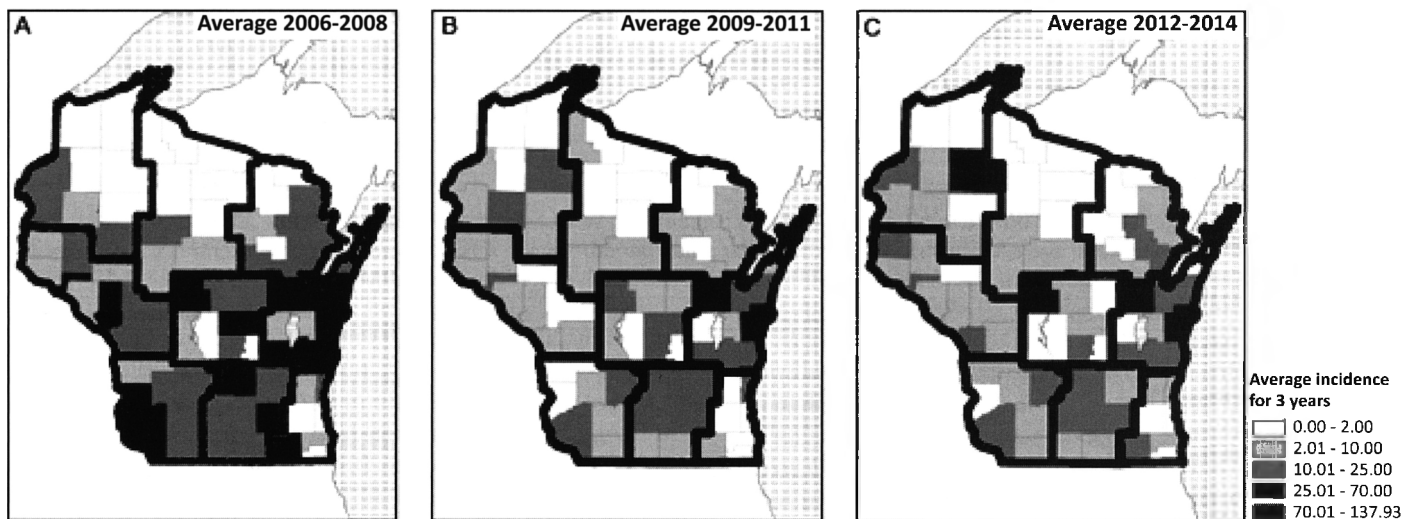 A
Average 2006-2008
B
Average 2009-2011
C
Average 2012-2014
Average incidence
for 3 years
0.00 - 2.00
2.01 - 10.00
10.01 - 25.00
25.01 - 70.00
70.01 - 137.93